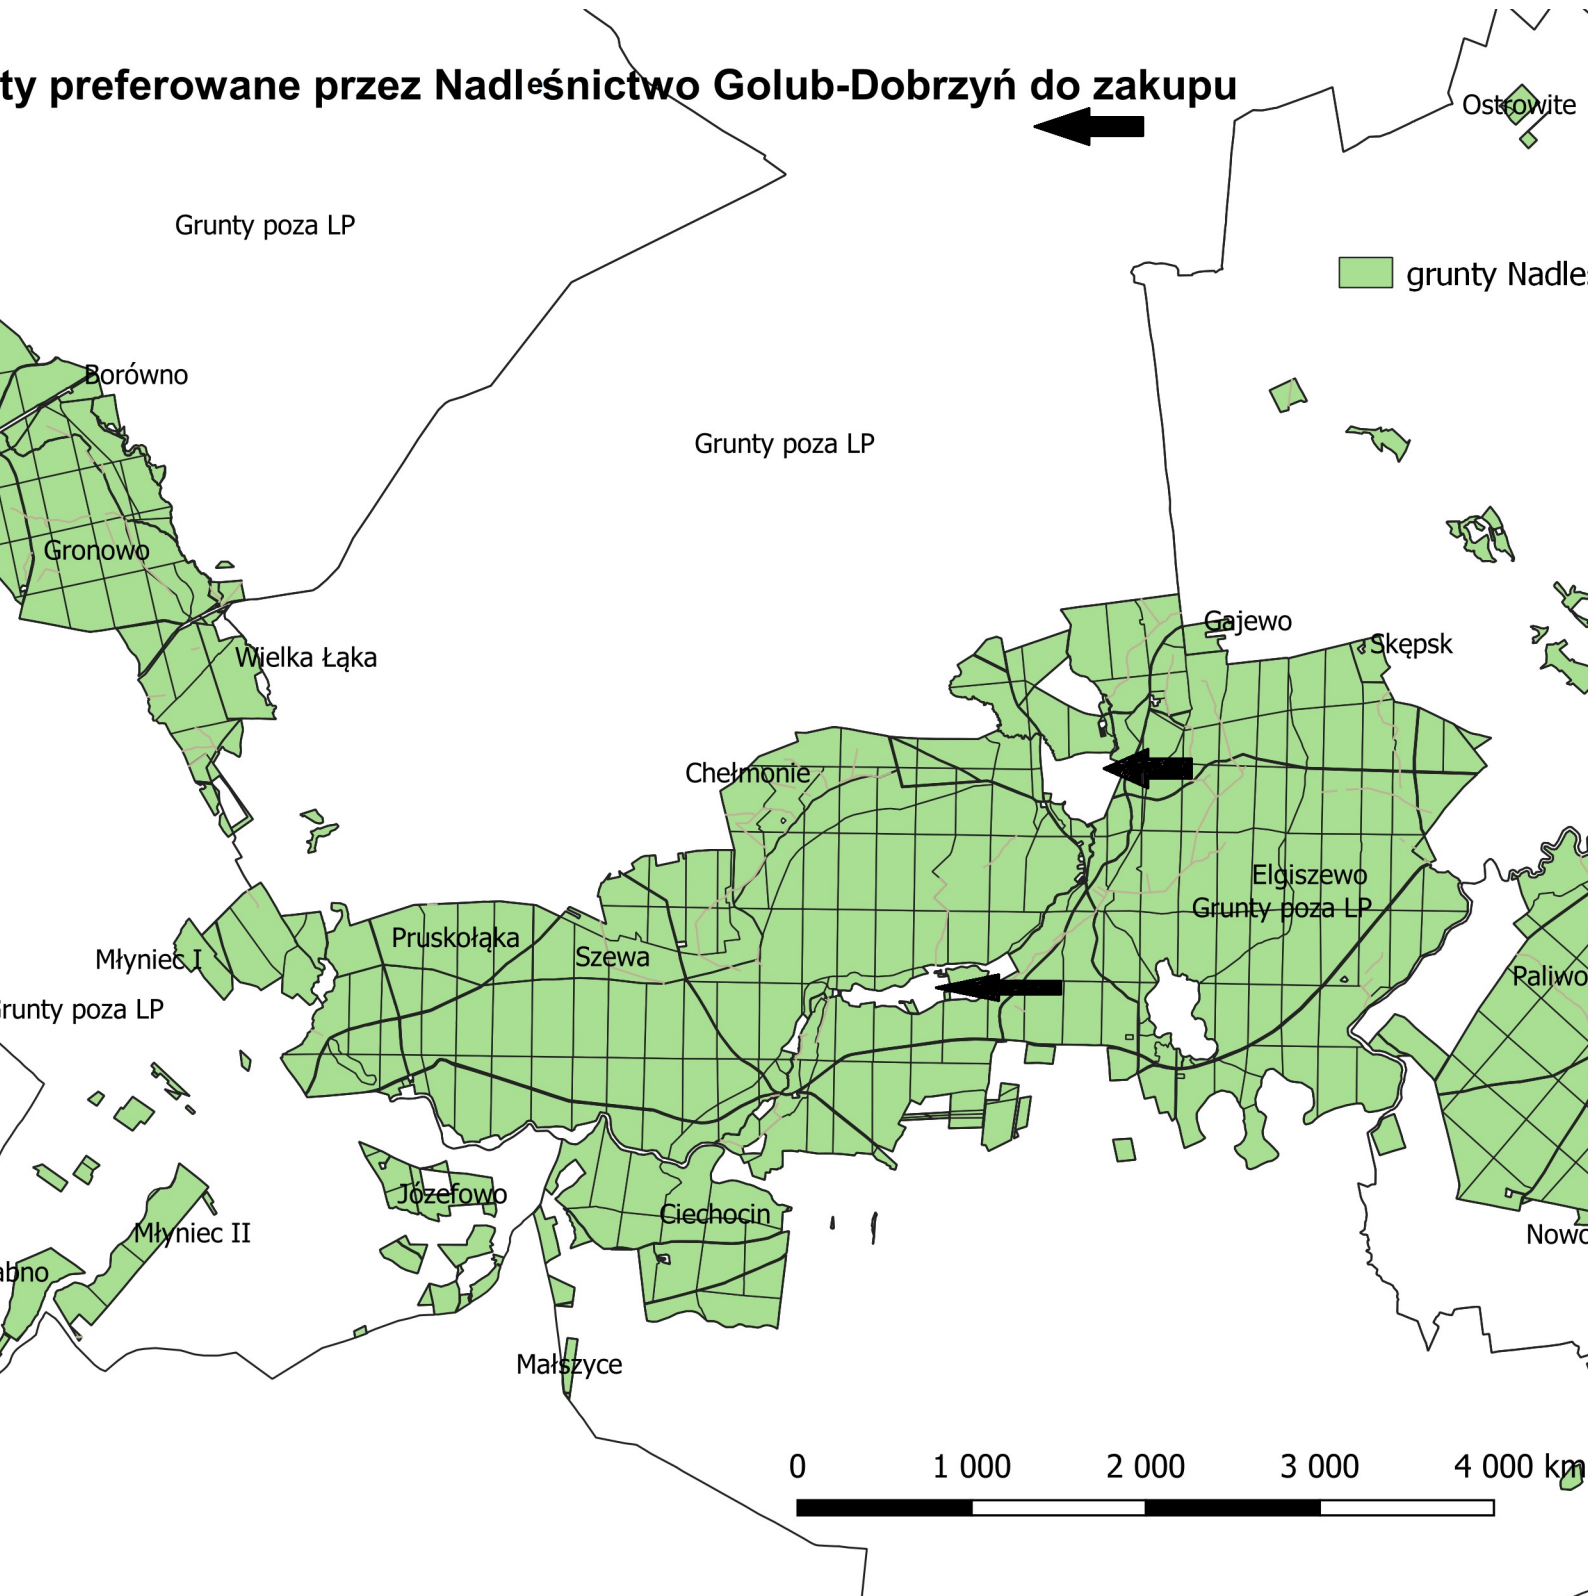 ty preferowane przez Nadleśnictwo Golub-Dobrzyń do zakupu
Ostrowite
Grunty poza LP
grunty Nadle
Borówno
Grunty poza LP
Gronowo
Gajewo
Skępsk
Wielka Łąka
Chełmonie
Elgiszewo
Grunty poza LP
Pruskołąka
Szewa
Młyniec I
Paliwo
Grunty poza LP
Józefowo
Ciechocin
Młyniec II
Nowo
abno
Małszyce
0 1 000 2 000 3 000 4 000 km